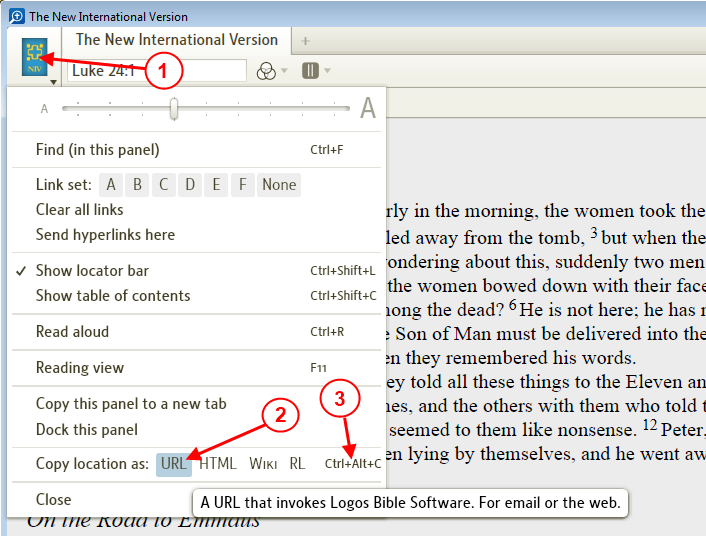 The New International Version
The New International Version +
NIV
Luke 24:1
1
A A
Find (in this panel) Ctrl+F
Link set: A B C D E F None
Clear all links
Send hyperlinks here
✓ Show locator bar Ctrl+Shift+L
Show table of contents Ctrl+Shift+C
Read aloud Ctrl+R
Reading view F11
Copy this panel to a new tab
Dock this panel
2
3
Copy location as: URL HTML WIKI RL Ctrl+Alt+C
Close
A URL that invokes Logos Bible Software. For email or the web.
rly in the morning, the women took the
led away from the tomb, 3 but when the
ondering about this, suddenly two men
the women bowed down with their face
ong the dead? 6 He is not here; he has
Son of Man must be delivered into the
en they remembered his words.
ey told all these things to the Eleven an
nes, and the others with them who told
seemed to them like nonsense. 12 Peter,
en lying by themselves, and he went aw
On the Road to Emmaus